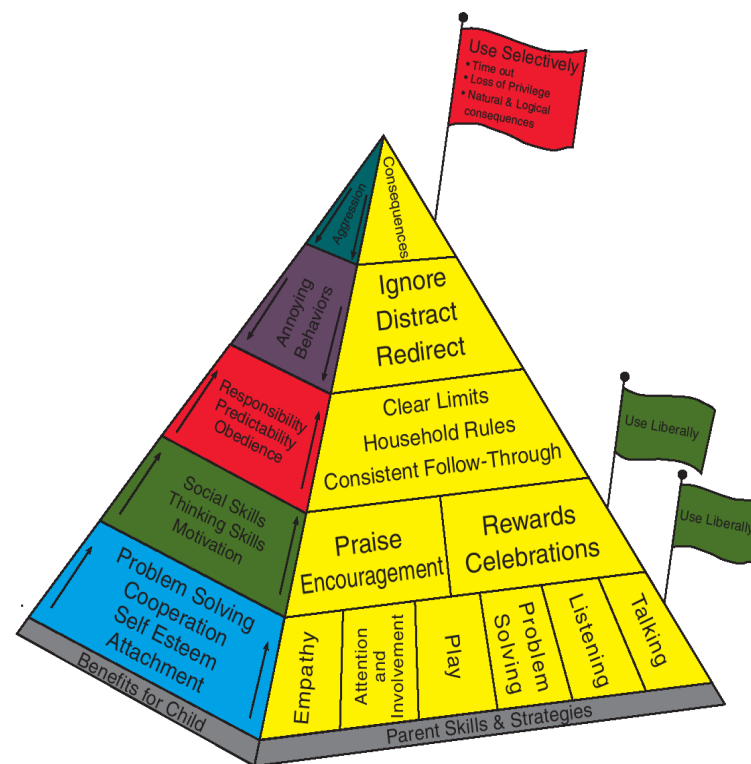 Use Selectively
• Time out
• Loss of Privilege
• Natural & Logical
consequences
Aggression
Consequences
Annoying
Behaviors
Ignore
Distract
Redirect
Responsibility
Predictability
Obedience
Clear Limits
Household Rules
Consistent Follow-Through
Use Liberally
Social Skills
Thinking Skills
Motivation
Praise
Encouragement
Rewards
Celebrations
Use Liberally
Problem Solving
Cooperation
Self Esteem
Attachment
Empathy
Attention
and
Involvement
Play
Problem
Solving
Listening
Talking
Benefits for Child
Parent Skills & Strategies